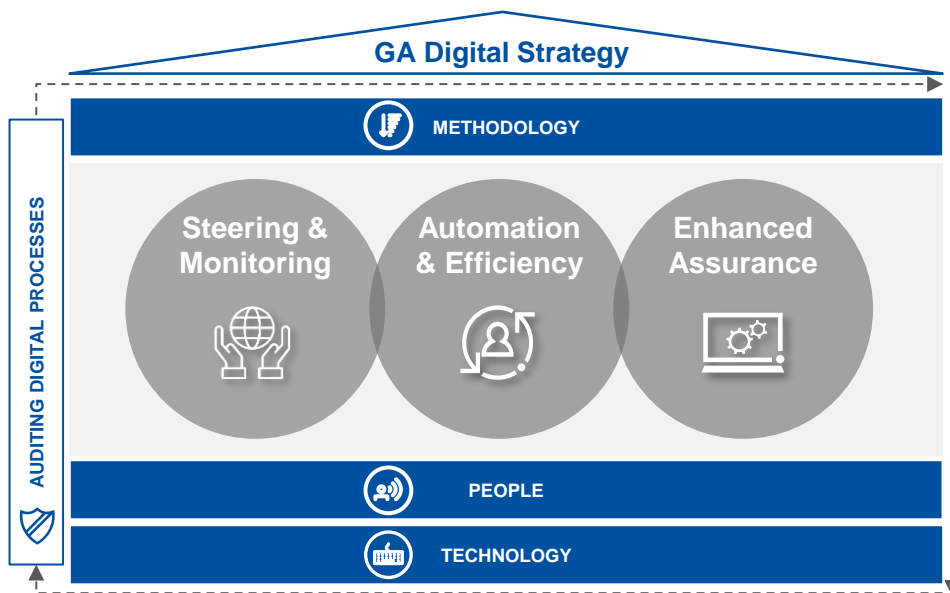 GA Digital Strategy
METHODOLOGY
AUDITING DIGITAL PROCESSES
Steering &
Monitoring
Automation
& Efficiency
Enhanced
Assurance
PEOPLE
TECHNOLOGY